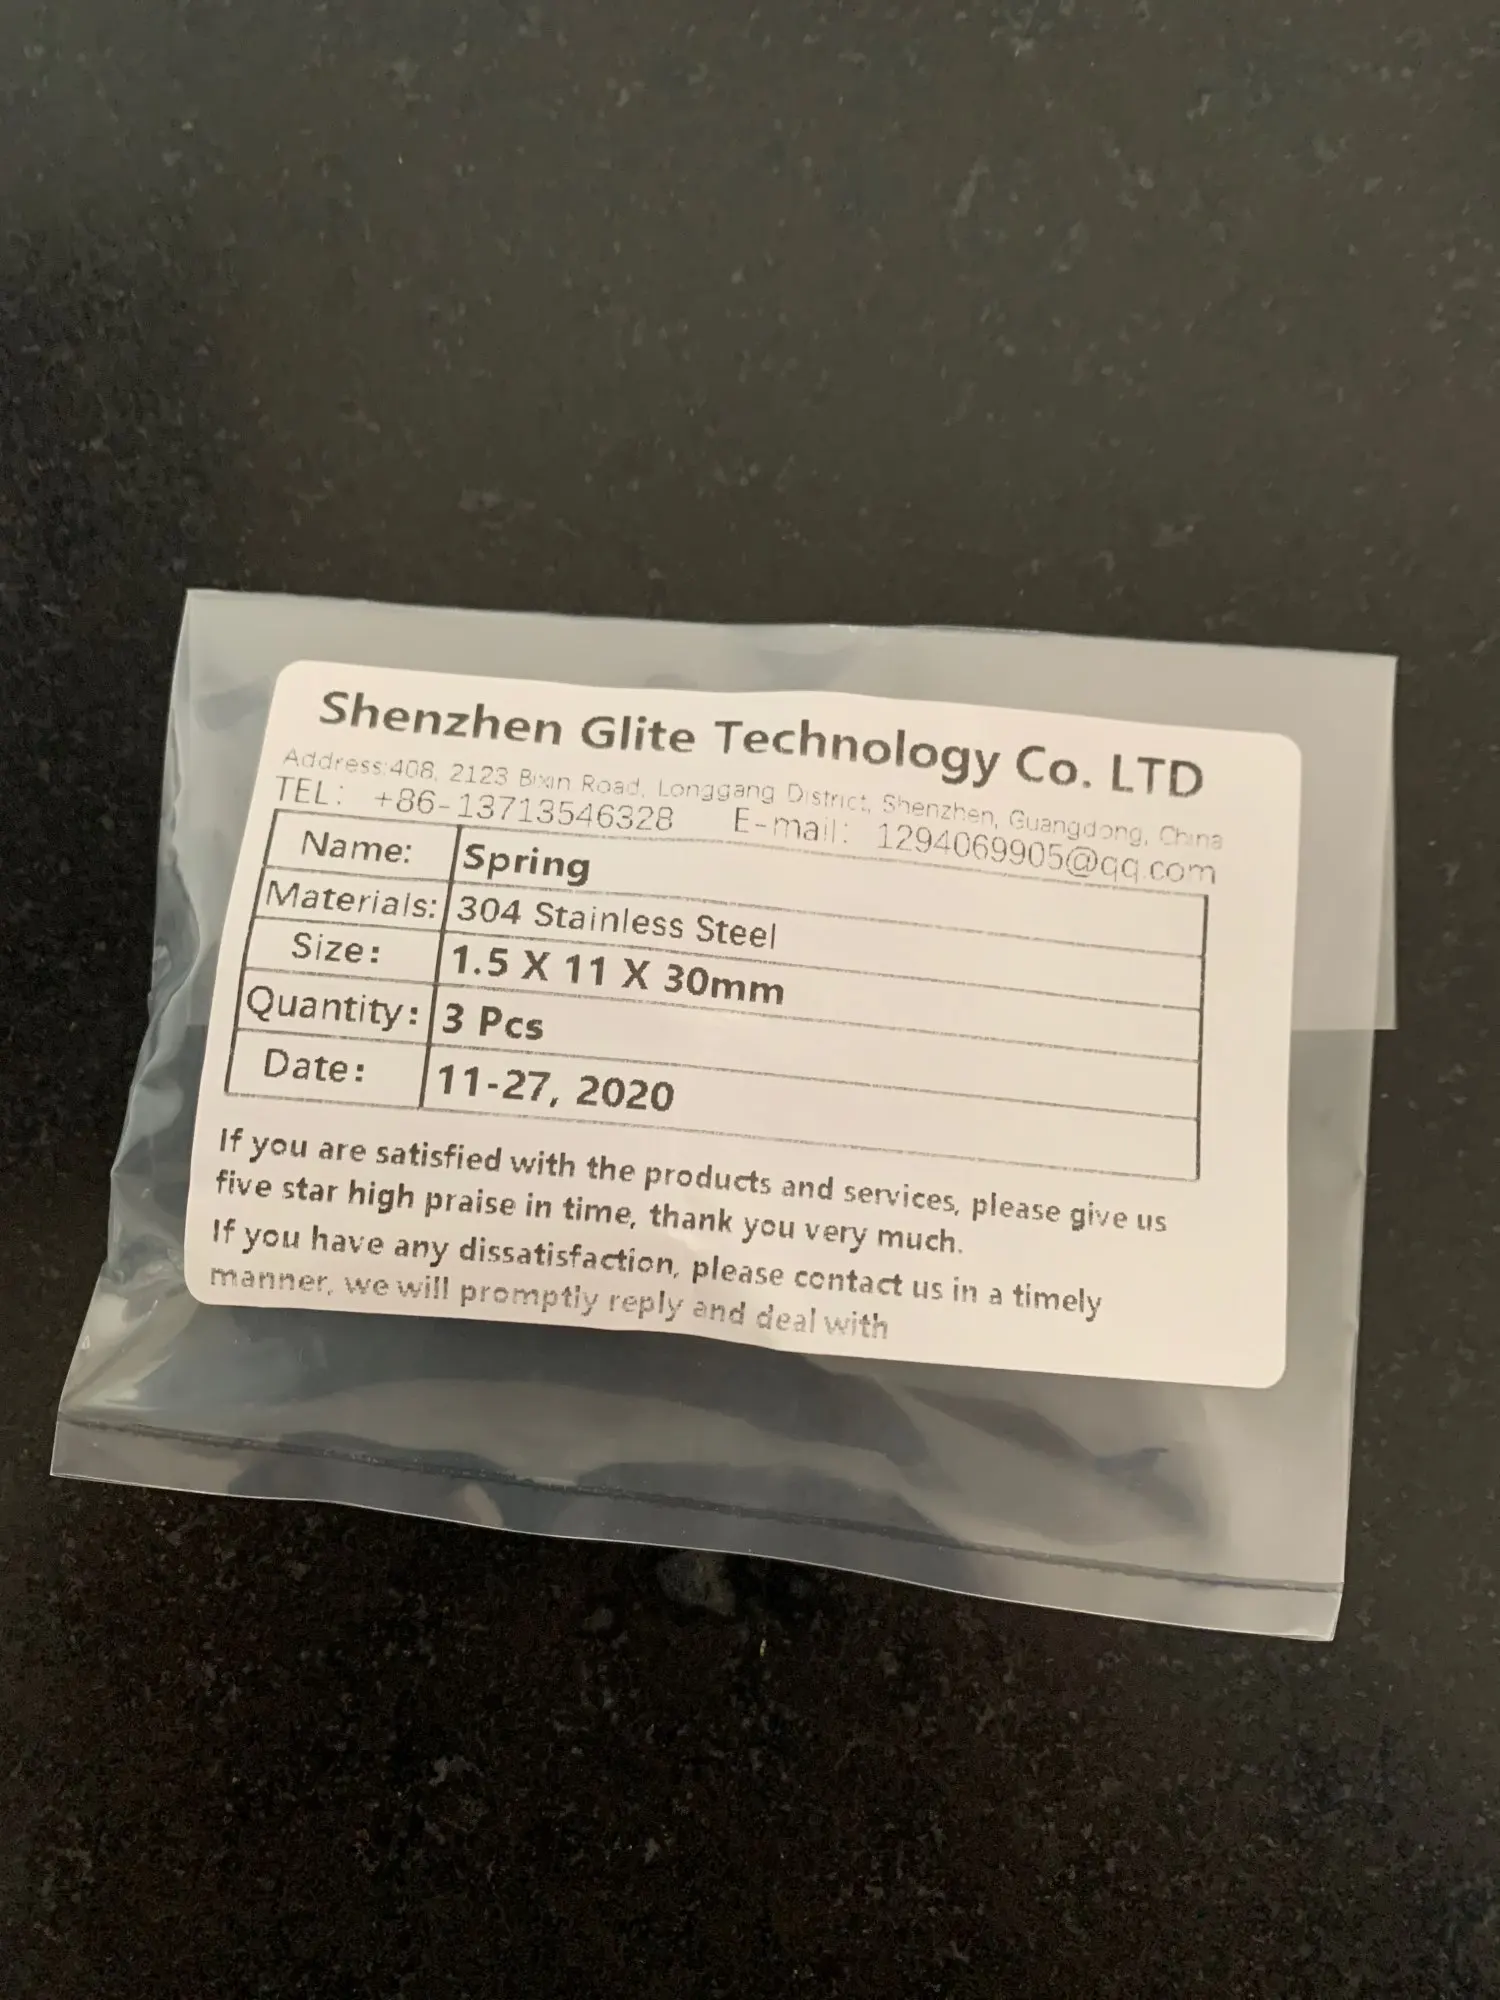 Shenzhen Glite Technology Co. LTD
Address:408, 2123 Bixin Road, Longgang District, Shenzhen, Guangdong, China
TEL: +86-13713546328 E-mail: 1294069905@qq.com
Name: Spring
Materials: 304 Stainless Steel
Size: 1.5 X 11 X 30mm
Quantity: 3 Pcs
Date: 11-27, 2020
If you are satisfied with the products and services, please give us
five star high praise in time, thank you very much.
If you have any dissatisfaction, please contact us in a timely
manner, we will promptly reply and deal with